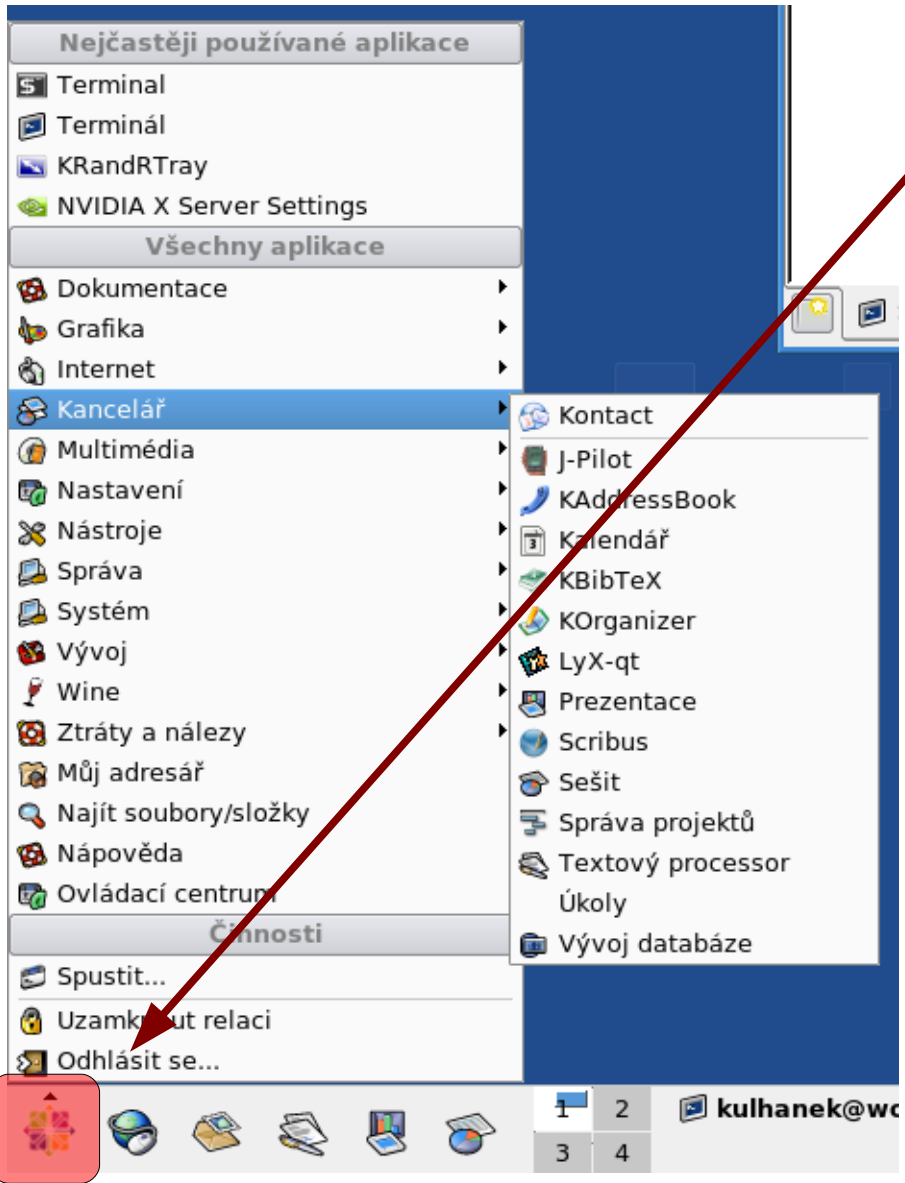 Nejčastěji používané aplikace
Terminal
Terminál
KRandRTray
NVIDIA X Server Settings
Všechny aplikace
Dokumentace
Grafika
Internet
Kancelář
Multimédia
Nastavení
Nástroje
Správa
Systém
Vývoj
Wine
Ztráty a nálezy
Můj adresář
Najít soubory/složky
Nápověda
Ovládací centrum
Činnosti
Spustit...
Uzamknout relaci
Odhlásit se...
Kontact
J-Pilot
KAddressBook
Kalendář
KBibTeX
KOrganizer
LyX-qt
Prezentace
Scribus
Sešit
Správa projektů
Textový processor
Úkoly
Vývoj databáze
1 2
3 4
kulhanek@wo